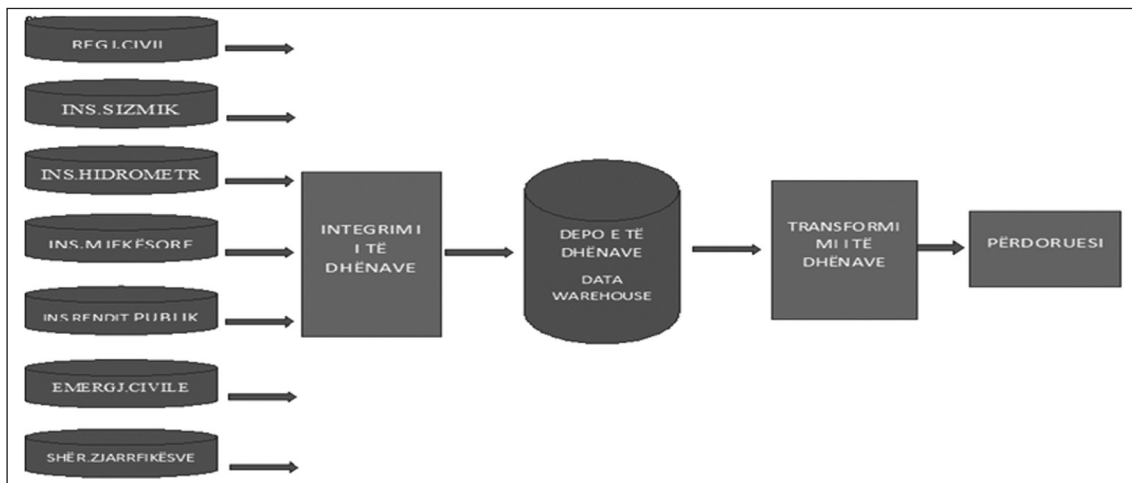 REGJ.CIVIL
INS.SIZMIK
INS.HIDROMETR
INS.MJEKËSORE
INS.RENDIT PUBLIK
EMERGJ.CIVILE
SHËR.ZJARRFIKËSVE
INTEGRIMI
I TË
DHËNAVE
DEPO E TË
DHËNAVE
DATA
WAREHOUSE
TRANSFORMI
MI I TË
DHËNAVE
PËRDORUESI